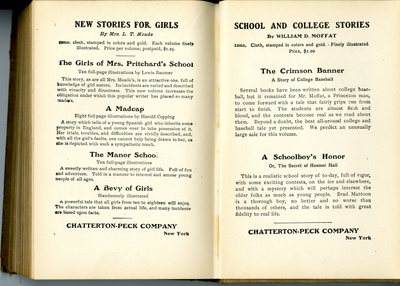 NEW STORIES FOR GIRLS
By Mrs. L. T. Meade
12mo, cloth, stamped in colors and gold. Each volume finely
illustrated. Price per volume, postpaid,
The Girls of Mrs. Pritchard's School
Ten full-page illustrations by Lewis Baumer
This story, as are all Mrs. Meade's, is an attractive one, full of
knowledge of girl nature. Its incidents are varied and described
with vivacity and directness. This new volume increases the
obligation under which this popular writer has placed so many
readers.
A Madcap
Eight full-page illustrations by Harold Copping
A story which tells of a young Spanish girl who inherits some
property in England, and comes over to take possession of it.
Her trials, troubles, and difficulties are vividly described, and,
with all the girl's faults, one cannot help being drawn to her, as
she is depicted with such a sympathetic touch.
The Manor School
Ten full-page illustrations
A sweetly written and charming story of girl life. Full of fun
and adventure. Told in a manner to interest and amuse young
people of all ages.
A Bevy of Girls
Handsomely illustrated
A powerful tale that all girls from ten to eighteen will enjoy.
The characters are taken from actual life, and many incidents
are based upon facts.
CHATTERTON-PECK COMPANY
New York
SCHOOL AND COLLEGE STORIES
By WILLIAM D. MOFFAT
12mo. Cloth, stamped in colors and gold. Finely illustrated.
Price, $1.00
The Crimson Banner
A Story of College Baseball
Several books have been written about college base-
ball, but it remained for Mr. Moffat, a Princeton man,
to come forward with a tale that fairly grips one from
start to finish. The students are almost flesh and
blood, and the contests become real as we read about
them. Beyond a doubt, the best all-around college and
baseball tale yet presented. We predict an unusually
large sale for this volume.
A Schoolboy's Honor
Or, The Secret of Hesmer Hall
This is a realistic school story of to-day, full of vigor,
with some exciting contests, on the ice and elsewhere,
and with a mystery which will perhaps interest the
older folks as much as young people. Brad Mattoon
is a thorough boy, no better and no worse than
thousands of others, and the tale is told with great
fidelity to real life.
CHATTERTON-PECK COMPANY
New York